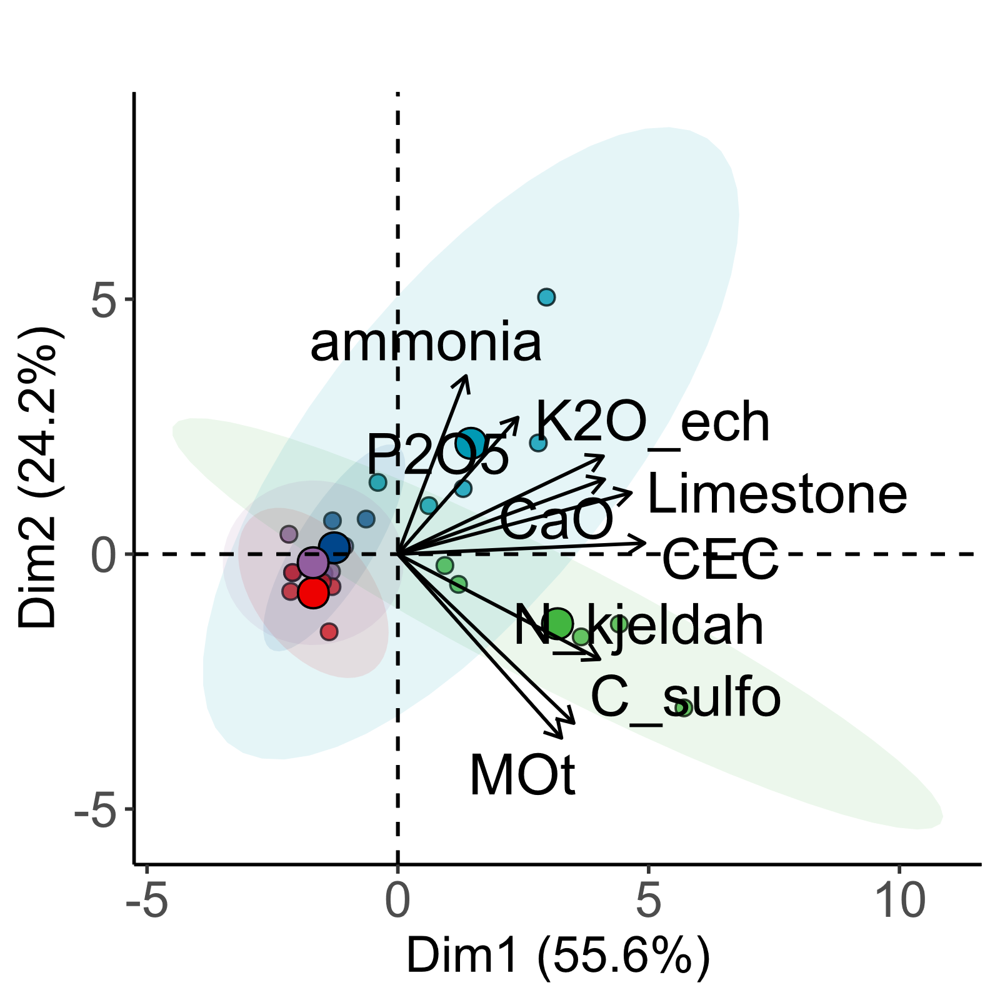 5
ammonia
K2O_ech
P2O5
Limestone
CaO
0
CEC
N_kjeldah
C_sulfo
MOt
-5
Dim2 (24.2%)
-5
0
5
10
Dim1 (55.6%)